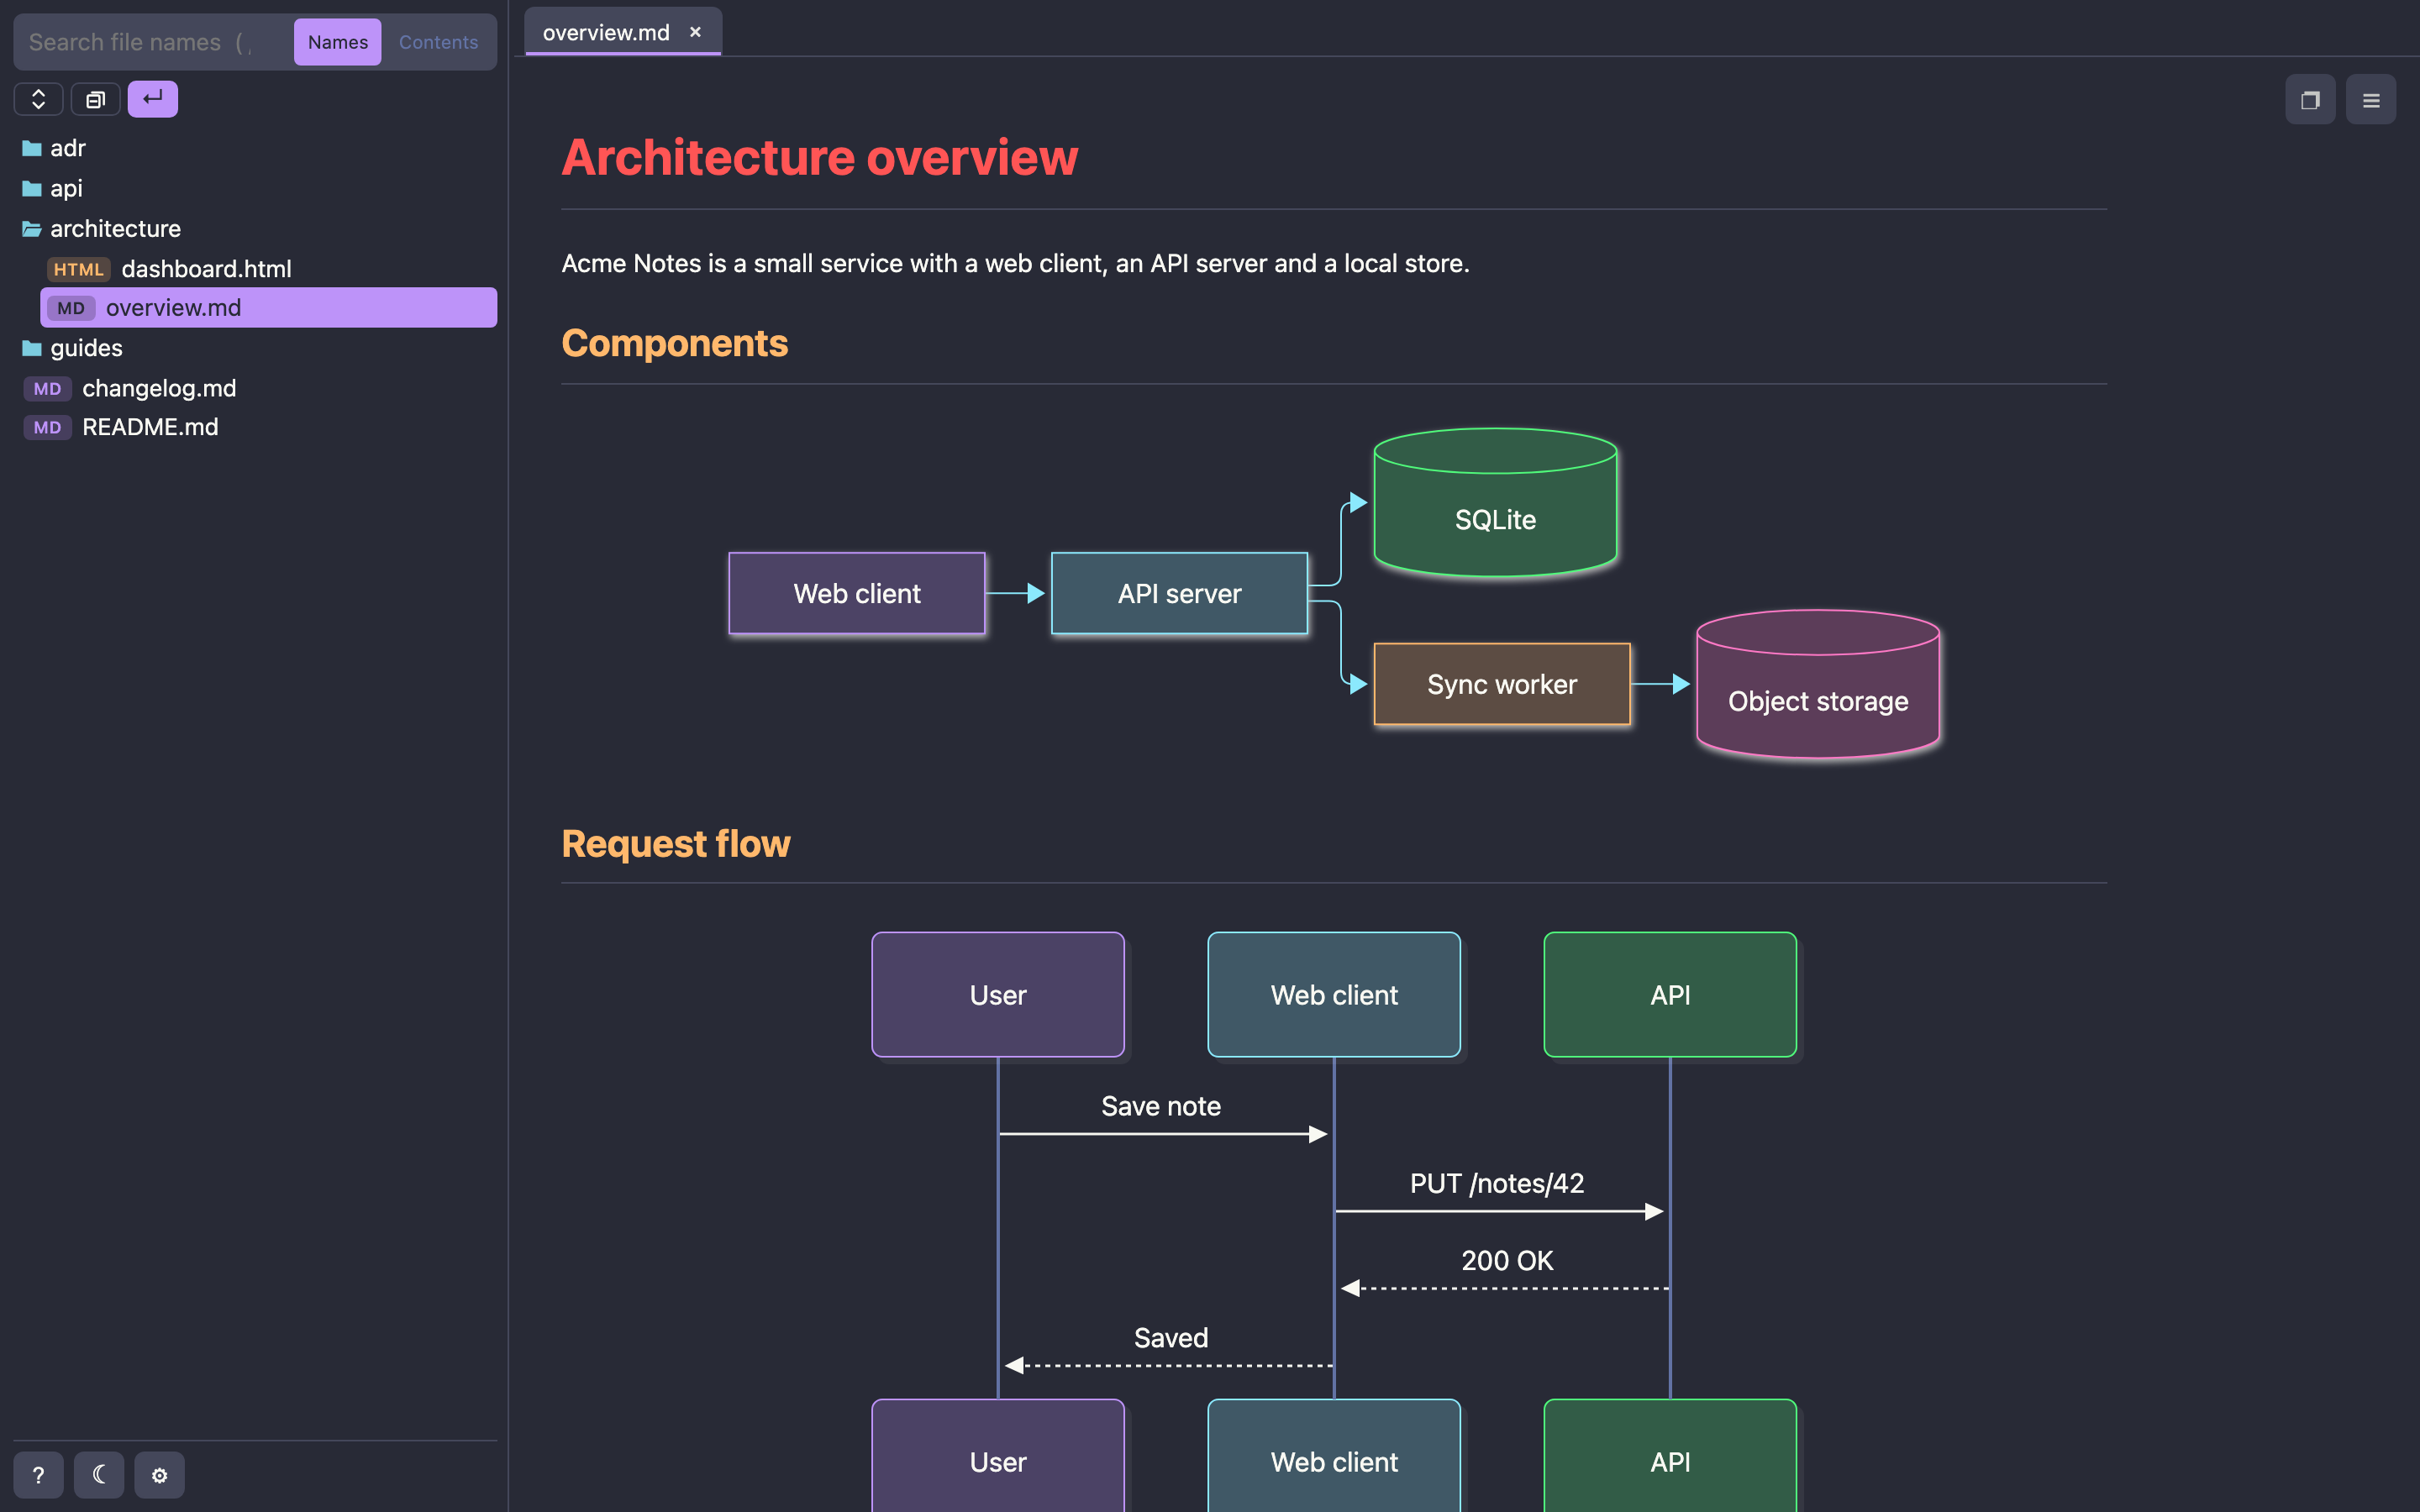 Search file names (
Names
Contents
adr
api
architecture
HTML dashboard.html
MD overview.md
guides
MD changelog.md
MD README.md
?
overview.md ×
Architecture overview
Acme Notes is a small service with a web client, an API server and a local store.
Components
SQLite
Web client
API server
Sync worker
Object storage
Request flow
User
Web client
API
Save note
PUT /notes/42
200 OK
Saved
User
Web client
API